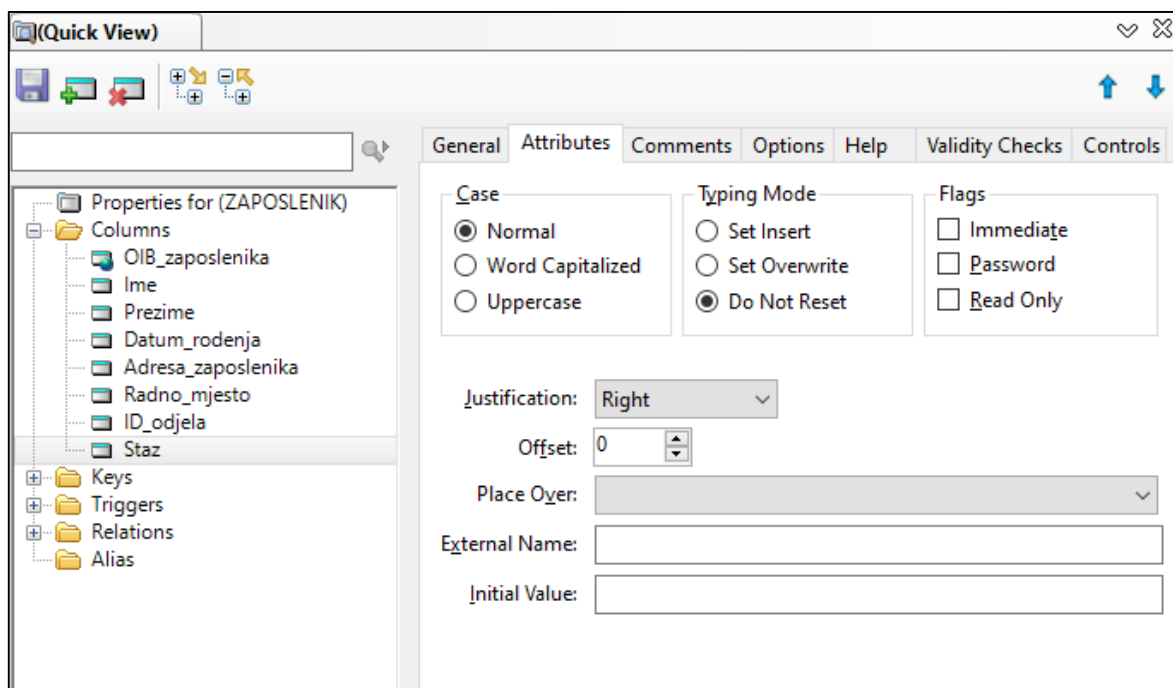 (Quick View)
General Attributes Comments Options Help Validity Checks Controls
Properties for (ZAPOSLENIK)
Columns
OIB_zaposlenika
Ime
Prezime
Datum_rodenja
Adresa_zaposlenika
Radno_mjesto
ID_odjela
Staz
Keys
Triggers
Relations
Alias
Case
Normal
Word Capitalized
Uppercase
Typing Mode
Set Insert
Set Overwrite
Do Not Reset
Flags
Immediate
Password
Read Only
Justification: Right
Offset: 0
Place Over:
External Name:
Initial Value: